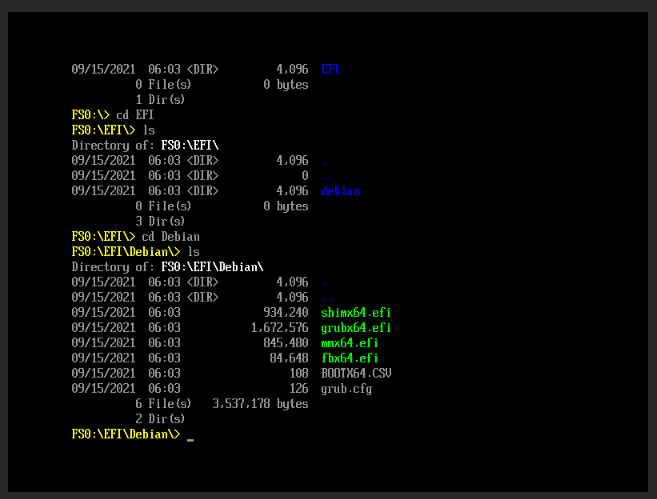 09/15/2021  06:03 <DIR>         4,096  EFI
          0 File(s)           0 bytes
          1 Dir(s)
FS0:\> cd EFI
FS0:\EFI\> ls
Directory of: FS0:\EFI\
09/15/2021  06:03 <DIR>         4,096  .
09/15/2021  06:03 <DIR>             0  ..
09/15/2021  06:03 <DIR>         4,096  debian
          0 File(s)           0 bytes
          3 Dir(s)
FS0:\EFI\> cd Debian
FS0:\EFI\Debian\> ls
Directory of: FS0:\EFI\Debian\
09/15/2021  06:03 <DIR>         4,096  .
09/15/2021  06:03 <DIR>         4,096  ..
09/15/2021  06:03             934,240  shimx64.efi
09/15/2021  06:03           1,672,576  grubx64.efi
09/15/2021  06:03             845,480  mmx64.efi
09/15/2021  06:03              84,648  fbx64.efi
09/15/2021  06:03                 108  BOOTX64.CSV
09/15/2021  06:03                 126  grub.cfg
          6 File(s)   3,537,178 bytes
          2 Dir(s)
FS0:\EFI\Debian\> _